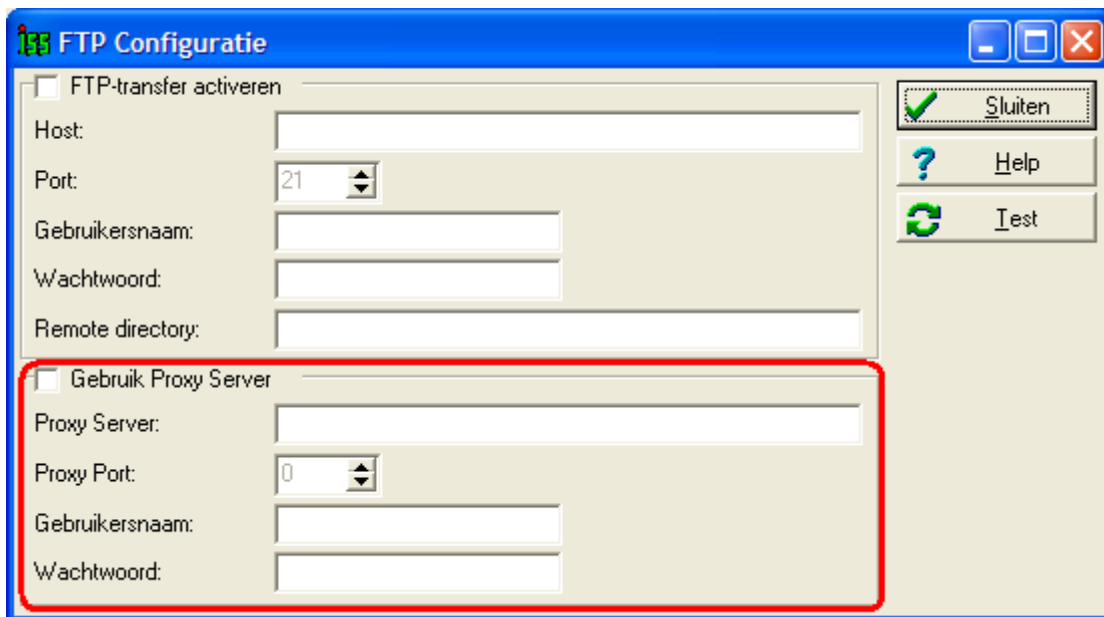 iss FTP Configuratie
FTP-transfer activeren
Host:
Port: 21
Gebruikersnaam:
Wachtwoord:
Remote directory:
Gebruik Proxy Server
Proxy Server:
Proxy Port: 0
Gebruikersnaam:
Wachtwoord:
Sluiten
Help
Test